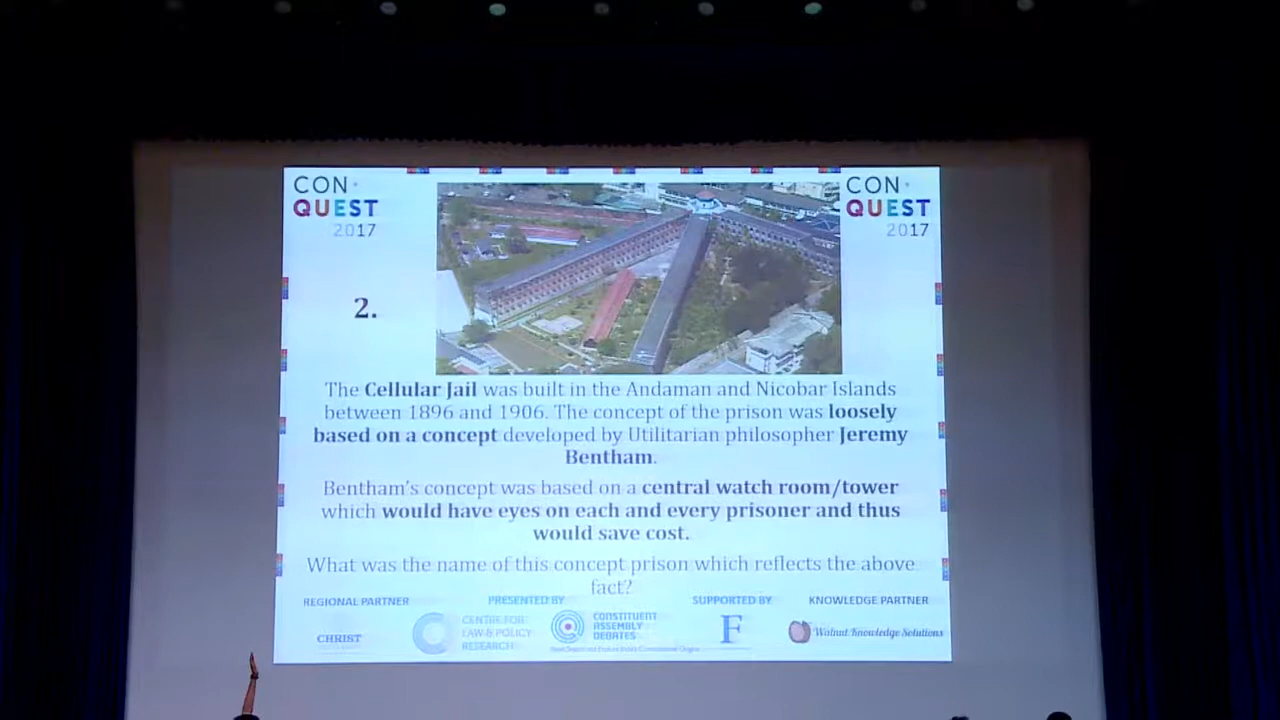 CON
QUEST
2017
CON
QUEST
2017
2.
The Cellular Jail was built in the Andaman and Nicobar Islands
between 1896 and 1906. The concept of the prison was loosely
based on a concept developed by Utilitarian philosopher Jeremy
Bentham.
Bentham's concept was based on a central watch room/tower
which would have eyes on each and every prisoner and thus
would save cost.
What was the name of this concept prison which reflects the above
fact?
REGIONAL PARTNER
PRESENTED BY
SUPPORTED BY
KNOWLEDGE PARTNER
CHRIST
CENTRE FOR
LAW & POLICY
RESEARCH
CONSTITUENT
ASSEMBLY
DEBATES
F
Walnut Knowledge Solutions